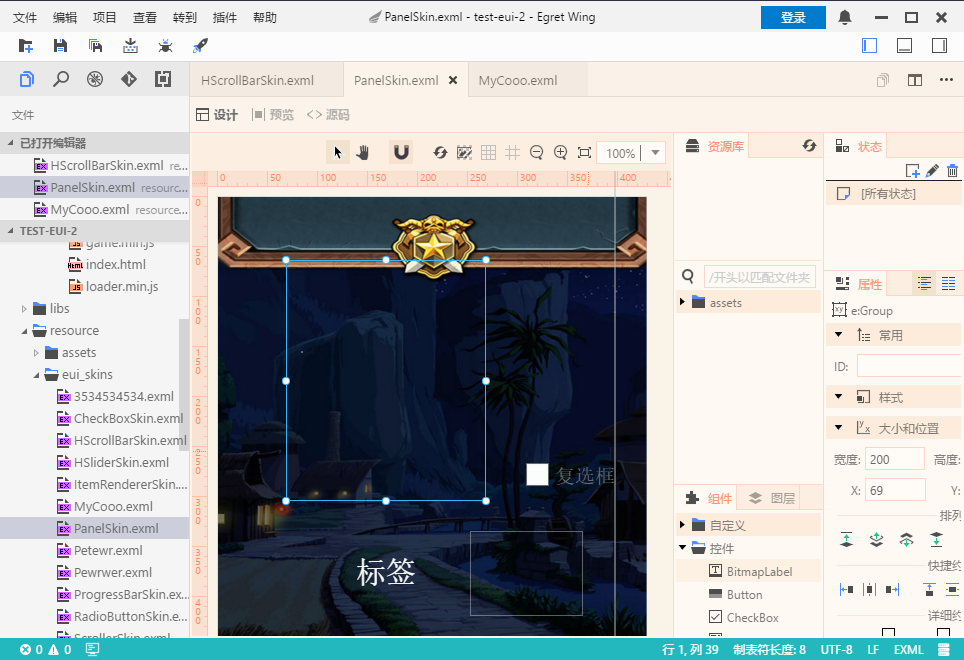 文件 编辑 项目 查看 转到 插件 帮助 PanelSkin.exml - test-eui-2 - Egret Wing 登录
HScrollBarSkin.exml PanelSkin.exml MyCooo.exml
文件
设计 预览 <> 源码
已打开编辑器
HScrollBarSkin.exml re...
PanelSkin.exml resourc...
MyCooo.exml resource...
TEST-EUI-2
game.min.js
index.html
loader.min.js
libs
resource
assets
eui_skins
3534534534.exml
CheckBoxSkin.exml
HScrollBarSkin.exml
HSliderSkin.exml
ItemRendererSkin....
MyCooo.exml
PanelSkin.exml
Petewr.exml
Pewrwer.exml
ProgressBarSkin.ex...
RadioButtonSkin.e...
ScrollerSkin.exml
100%
0 50 100 150 200 250 300 350 400
0
50
100
150
200
250
300
350
400
复选框
标签
资源库
/开头以匹配文件夹
assets
组件 图层
自定义
控件
BitmapLabel
Button
CheckBox
状态
[所有状态]
属性
e:Group
常用
ID:
样式
大小和位置
宽度: 200 高度:
X: 69 Y:
排列
快捷约
详细约
0 0 行 1, 列 39 制表符长度: 8 UTF-8 LF EXML